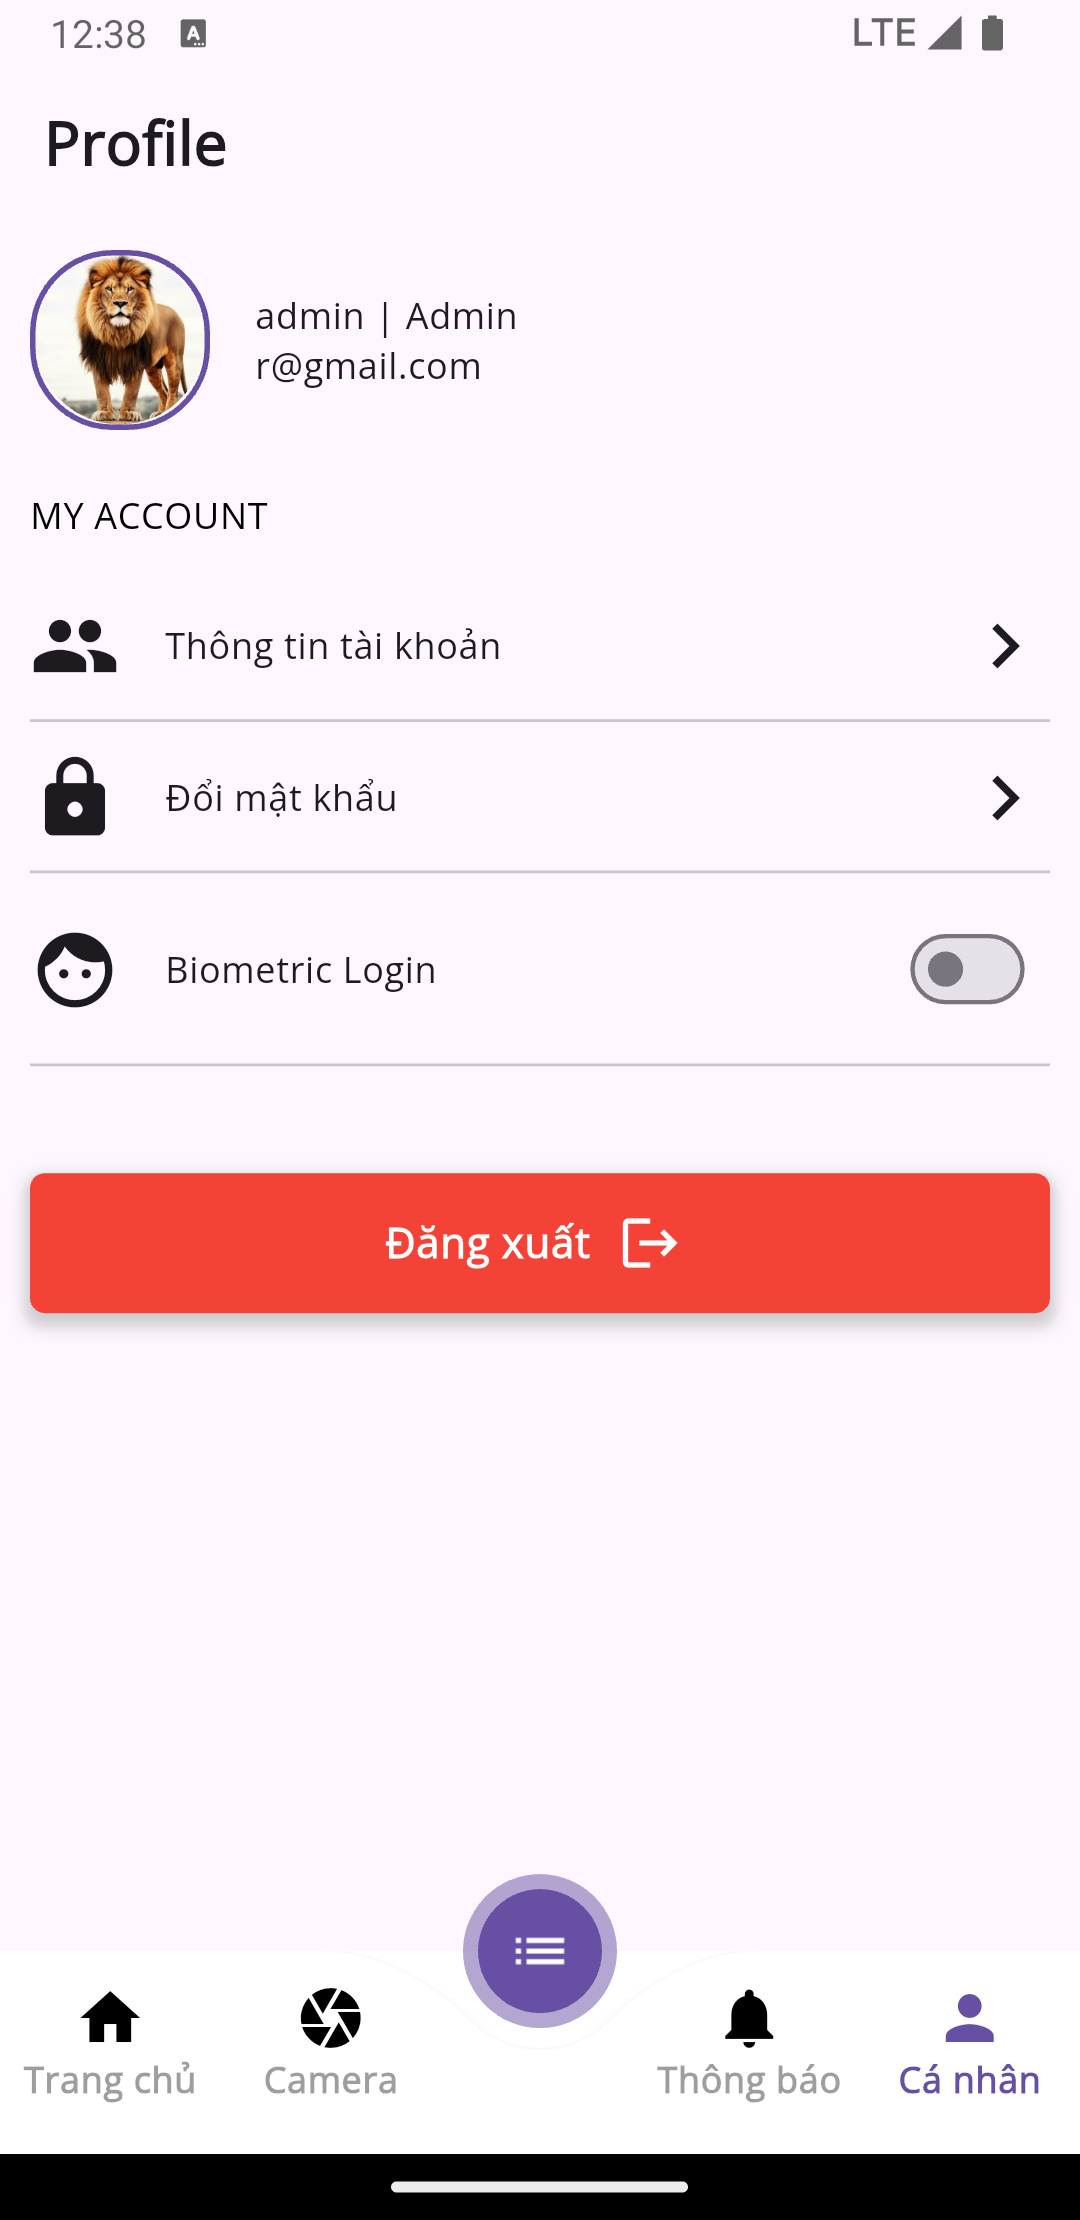 12:38
LTE
Profile
admin | Admin
r@gmail.com
MY ACCOUNT
Thông tin tài khoản
Đổi mật khẩu
Biometric Login
Đăng xuất
Trang chủ
Camera
Thông báo
Cá nhân